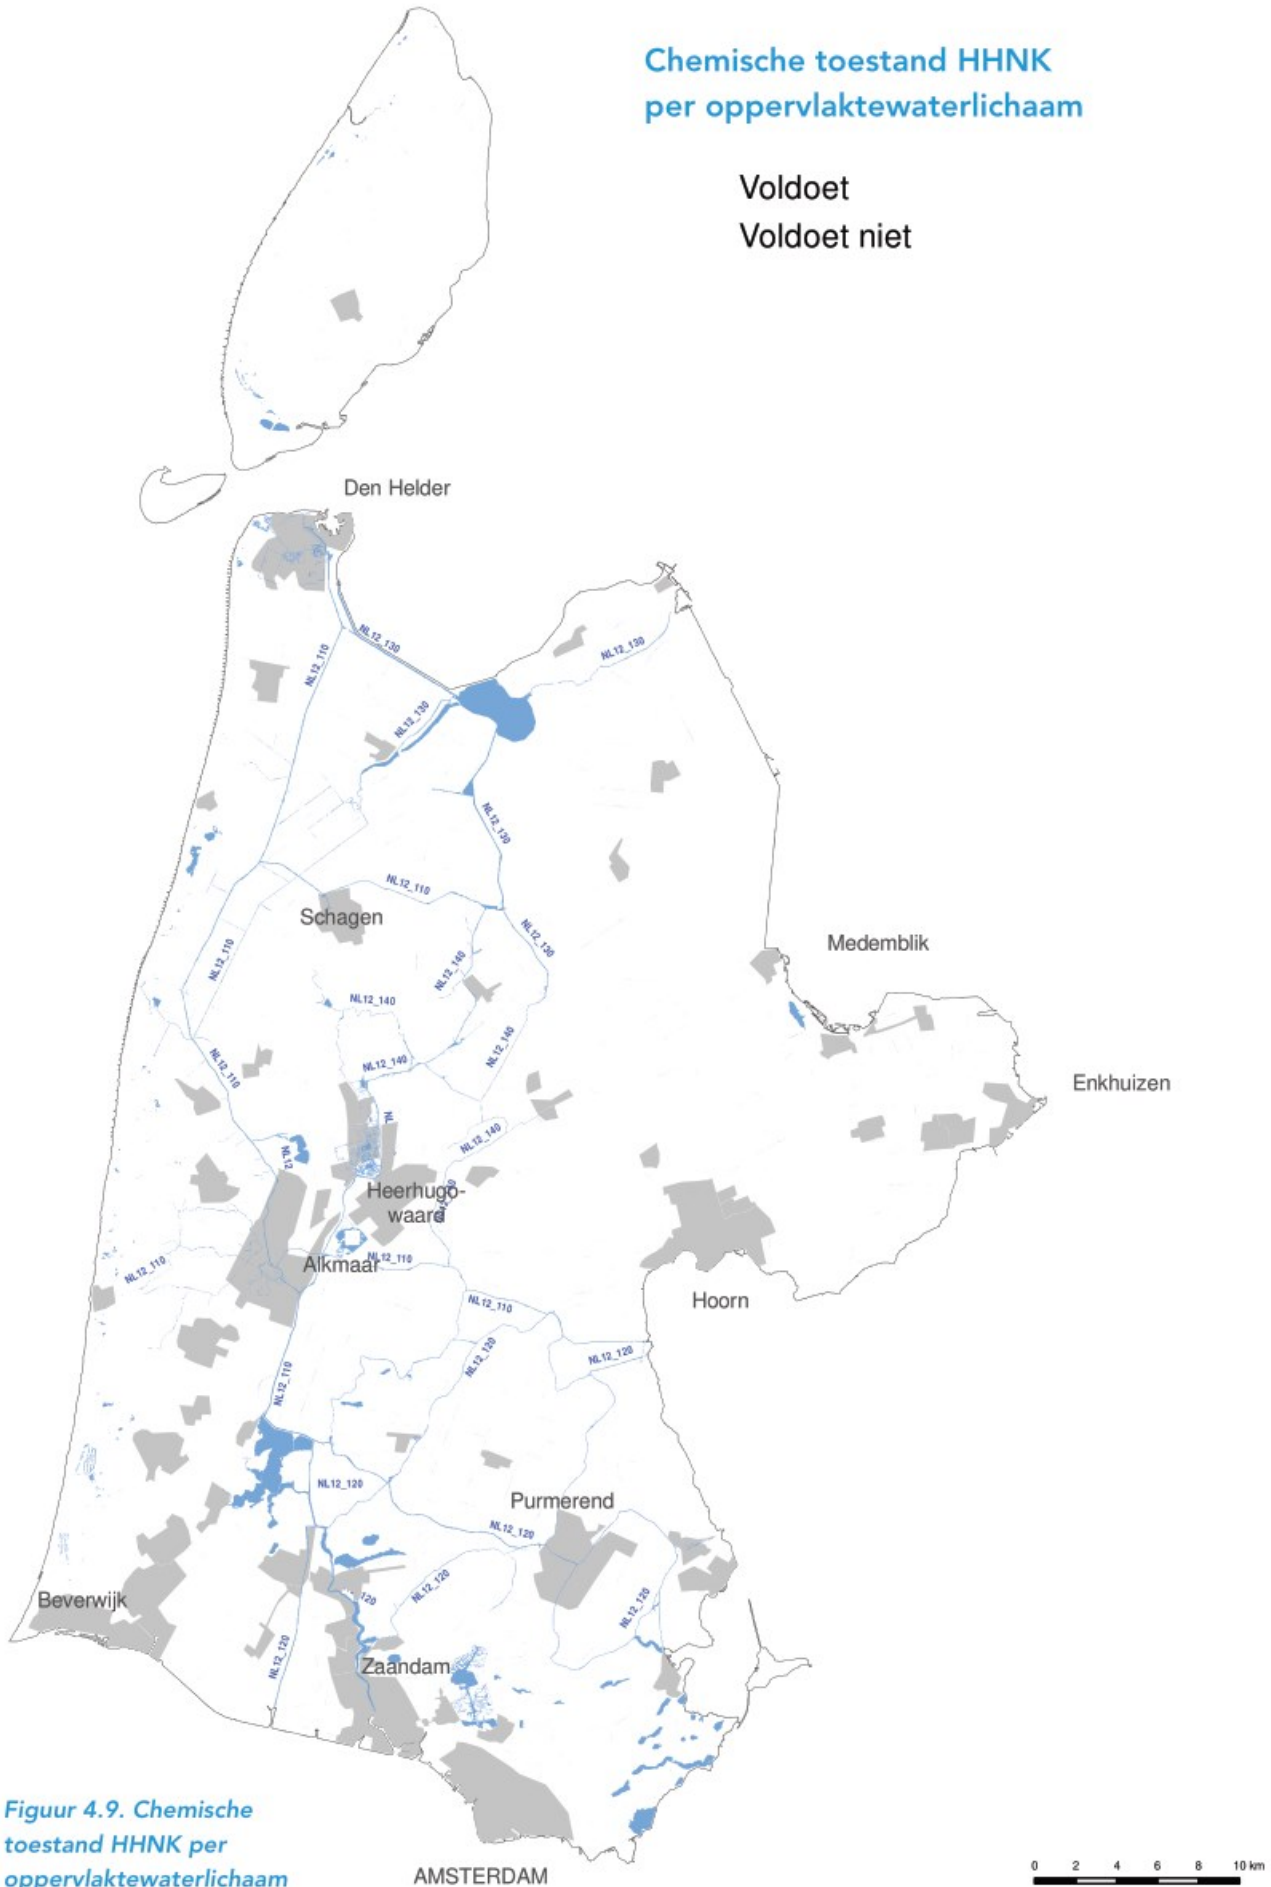 Chemische toestand HHNK
per oppervlaktewaterlichaam
Voldoet
Voldoet niet
Den Helder
NL12_130
NL12_110
NL12_130
NL12_130
NL12_130
NL12_110
Schagen
NL12_110
NL12_130
Medemblik
NL12_140
NL12_140
NL12_140
NL12_140
NL12_110
Enkhuizen
NL
NL12_140
NL12
Heerhugo-
waard
NL12_110
NL12_110
Alkmaar
Hoorn
NL12_110
NL12_120
NL12_120
NL12_110
NL12_120
Purmerend
NL12_120
NL12_120
120
NL12_120
Beverwijk
NL12_120
Zaandam
Figuur 4.9. Chemische
toestand HHNK per
oppervlaktewaterlichaam
AMSTERDAM
0 2 4 6 8 10 km